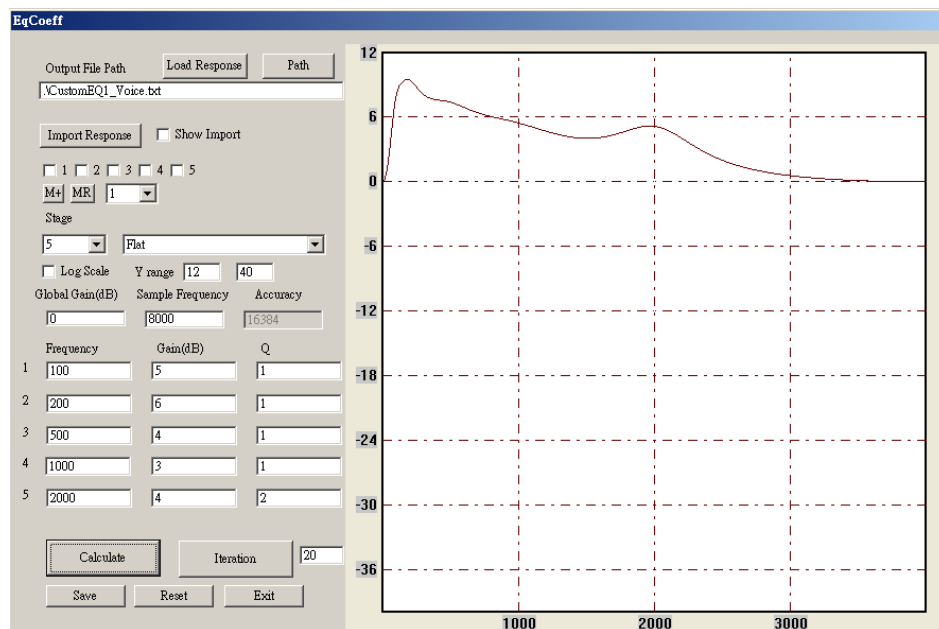 EqCoeff
Output File Path Load Response Path
.\CustomEQ1_Voice.txt
Import Response Show Import
1 2 3 4 5
M+ MR 1
Stage
5 Flat
Log Scale Y range 12 40
Global Gain(dB) Sample Frequency Accuracy
0 8000 16384
Frequency Gain(dB) Q
1 100 5 1
2 200 6 1
3 500 4 1
4 1000 3 1
5 2000 4 2
Calculate Iteration 20
Save Reset Exit
12
6
0
-6
-12
-18
-24
-30
-36
1000 2000 3000